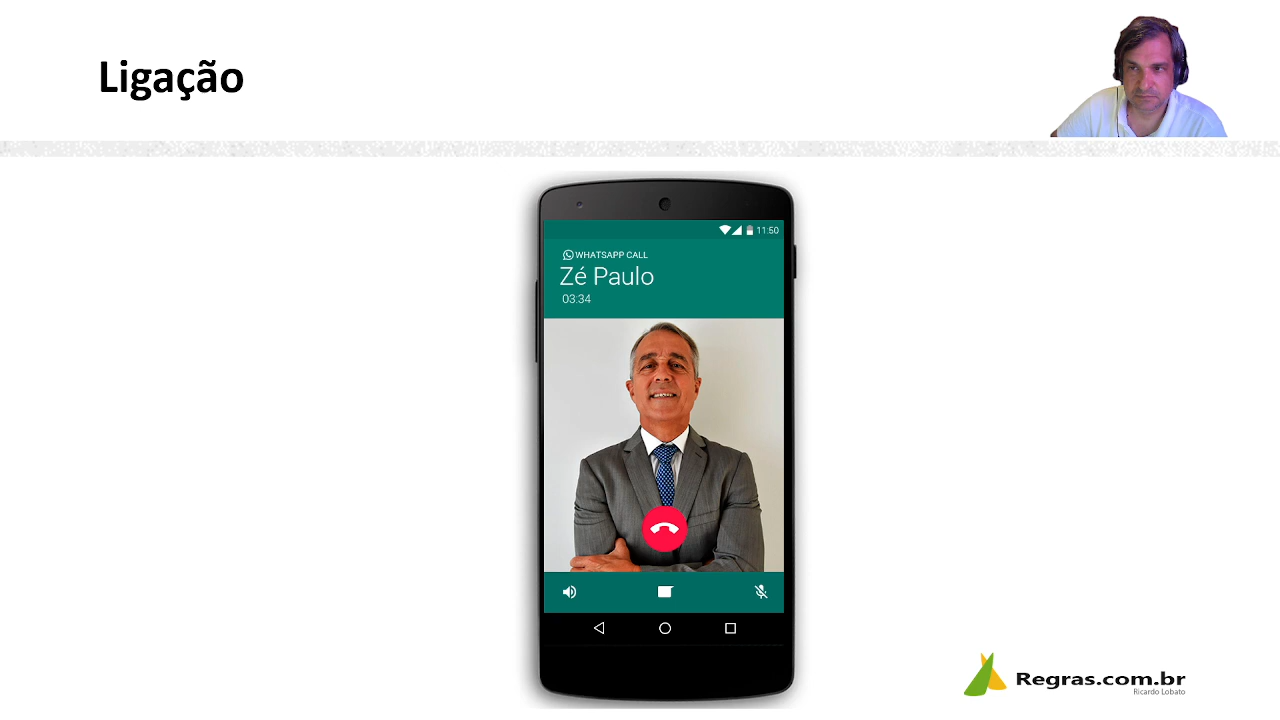 Ligação
11:50
WHATSAPP CALL
Zé Paulo
03:34
Regras.com.br
Ricardo Lobato